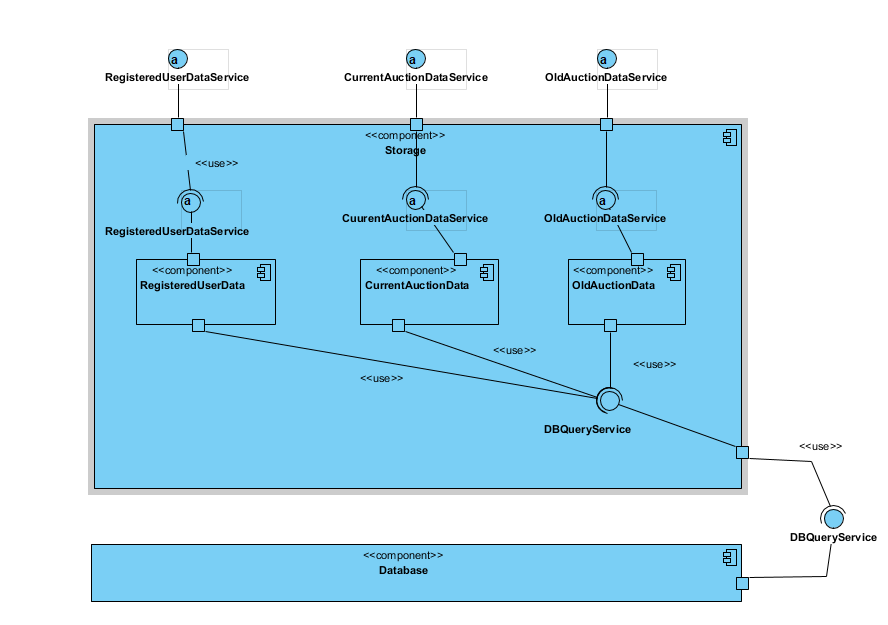 a
a
a
RegisteredUserDataService
CurrentAuctionDataService
OldAuctionDataService
<<component>>
Storage
<<use>>
a
a
a
CuurentAuctionDataService
OldAuctionDataService
RegisteredUserDataService
<<component>>
RegisteredUserData
<<component>>
CurrentAuctionData
<<component>>
OldAuctionData
<<use>>
<<use>>
<<use>>
DBQueryService
<<use>>
DBQueryService
<<component>>
Database